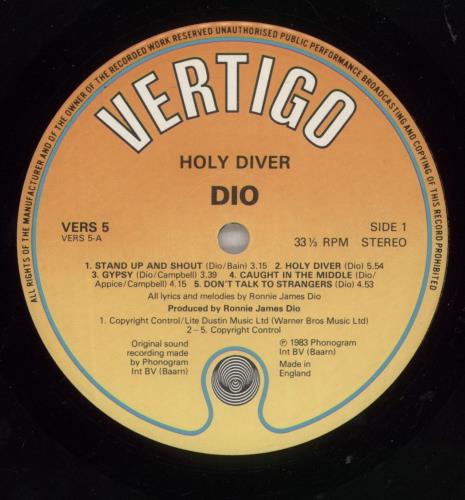 ALL RIGHTS OF THE MANUFACTURER AND OF THE OWNER OF THE RECORDED WORK RESERVED UNAUTHORISED PUBLIC PERFORMANCE BROADCASTING AND COPYING OF THIS RECORD PROHIBITED
VERTIGO
HOLY DIVER
DIO
VERS 5
VERS 5-A
SIDE 1
33⅓ RPM STEREO
1. STAND UP AND SHOUT (Dio/Bain) 3.15 2. HOLY DIVER (Dio) 5.54
3. GYPSY (Dio/Campbell) 3.39 4. CAUGHT IN THE MIDDLE (Dio/
Appice/Campbell) 4.15 5. DON'T TALK TO STRANGERS (Dio) 4.53
All lyrics and melodies by Ronnie James Dio
Produced by Ronnie James Dio
1. Copyright Control/Lite Dustin Music Ltd (Warner Bros Music Ltd)
2–5. Copyright Control
Original sound
recording made
by Phonogram
Int BV (Baarn)
℗ 1983 Phonogram
Int BV (Baarn)
Made in
England